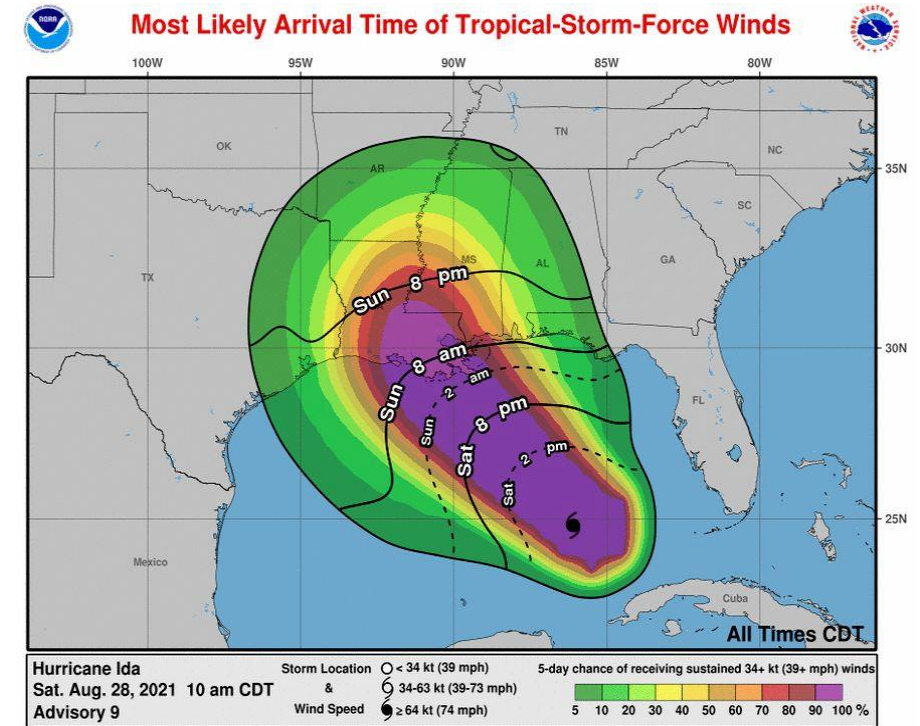 Most Likely Arrival Time of Tropical-Storm-Force Winds
NOAA
NATIONAL WEATHER SERVICE
100W 95W 90W 85W 80W
TN
OK
NC
AR
35N
SC
MS
AL
GA
TX
Sun 8 pm
30N
Sun 8 am
Sun 2 am
FL
Sat 8 pm
Sat 2 pm
25N
Mexico
Cuba
All Times CDT
Hurricane Ida
Sat. Aug. 28, 2021 10 am CDT
Advisory 9
Storm Location
&
Wind Speed
< 34 kt (39 mph)
34-63 kt (39-73 mph)
≥ 64 kt (74 mph)
5-day chance of receiving sustained 34+ kt (39+ mph) winds
5 10 20 30 40 50 60 70 80 90 100 %